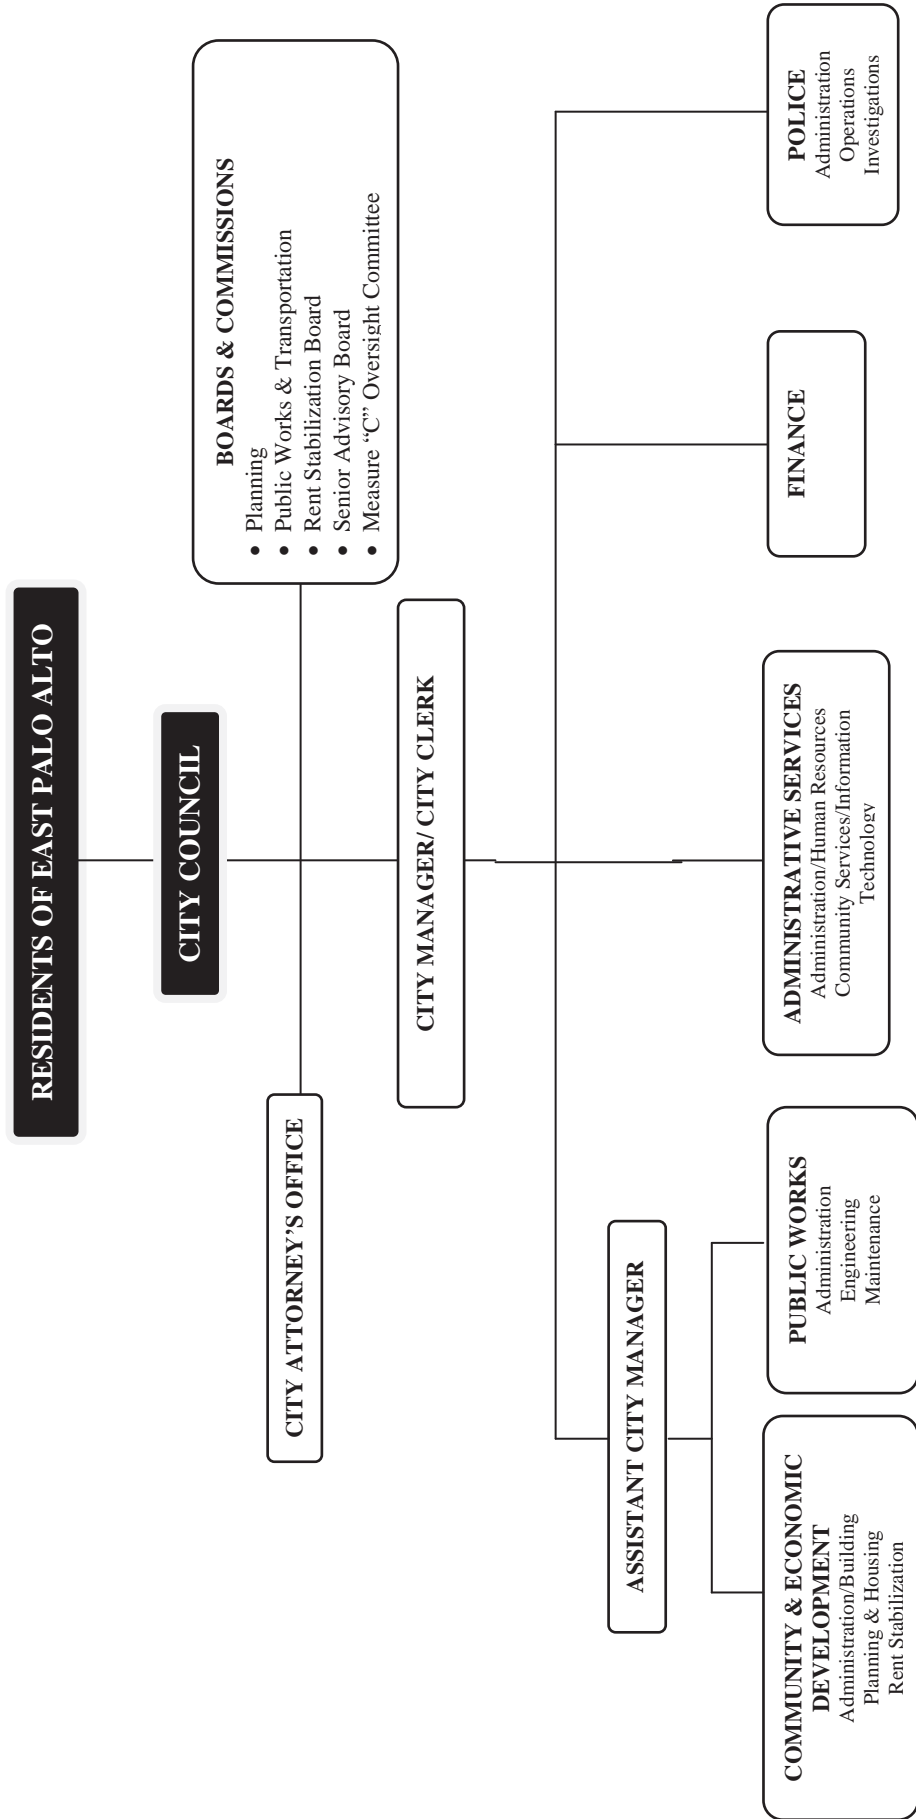 RESIDENTS OF EAST PALO ALTO
CITY COUNCIL
BOARDS & COMMISSIONS
• Planning
• Public Works & Transportation
• Rent Stabilization Board
• Senior Advisory Board
• Measure “C” Oversight Committee
CITY ATTORNEY’S OFFICE
CITY MANAGER/ CITY CLERK
ASSISTANT CITY MANAGER
COMMUNITY & ECONOMIC
DEVELOPMENT
Administration/Building
Planning & Housing
Rent Stabilization
PUBLIC WORKS
Administration
Engineering
Maintenance
ADMINISTRATIVE SERVICES
Administration/Human Resources
Community Services/Information
Technology
FINANCE
POLICE
Administration
Operations
Investigations